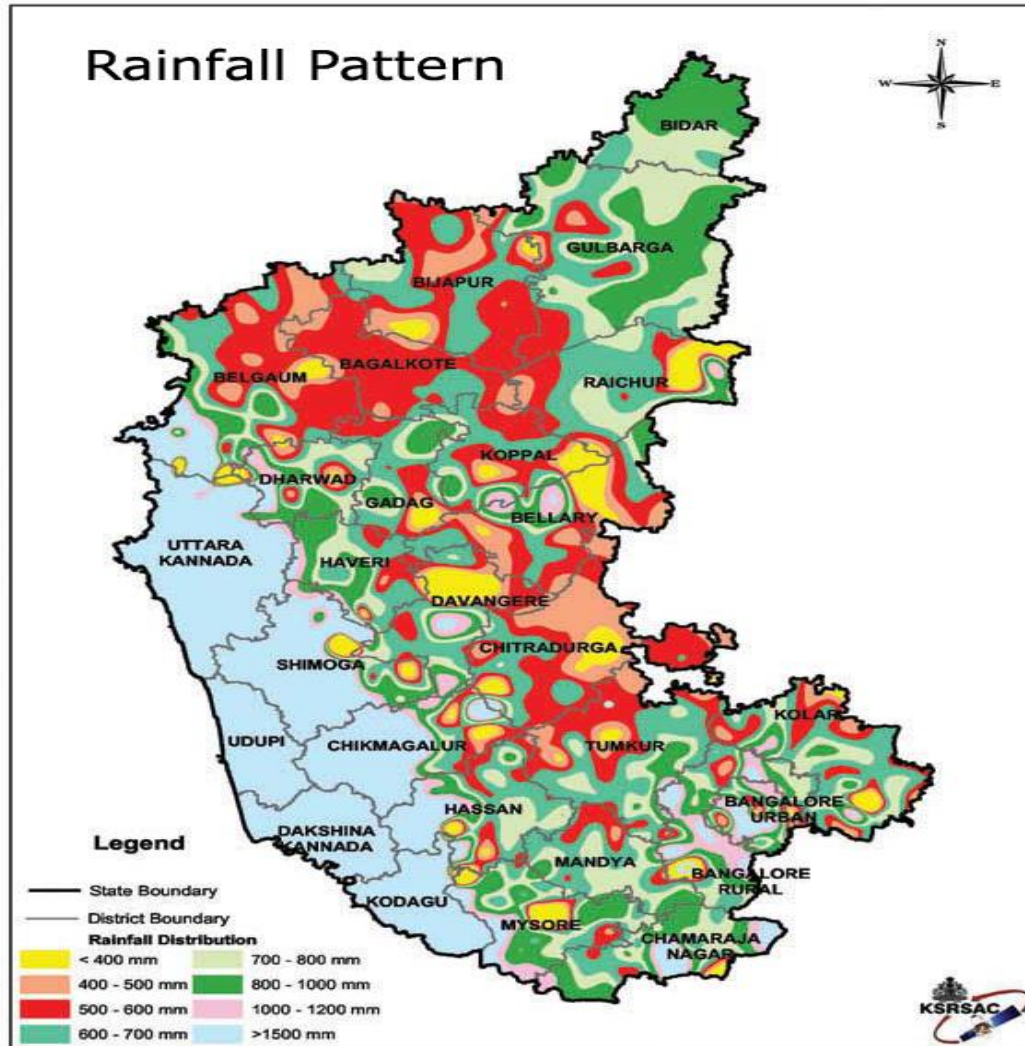 Rainfall Pattern
N
W E
S
BIDAR
GULBARGA
BIJAPUR
BAGALKOTE
BELGAUM
RAICHUR
KOPPAL
DHARWAD
GADAG
BELLARY
UTTARA
KANNADA
HAVERI
DAVANGERE
CHITRADURGA
SHIMOGA
KOLAR
UDUPI
CHIKMAGALUR
TUMKUR
HASSAN
BANGALORE
URBAN
DAKSHINA
KANNADA
MANDYA
BANGALORE
RURAL
KODAGU
MYSORE
CHAMARAJA
NAGAR
Legend
State Boundary
District Boundary
Rainfall Distribution
< 400 mm
400 - 500 mm
500 - 600 mm
600 - 700 mm
700 - 800 mm
800 - 1000 mm
1000 - 1200 mm
>1500 mm
KSRSAC